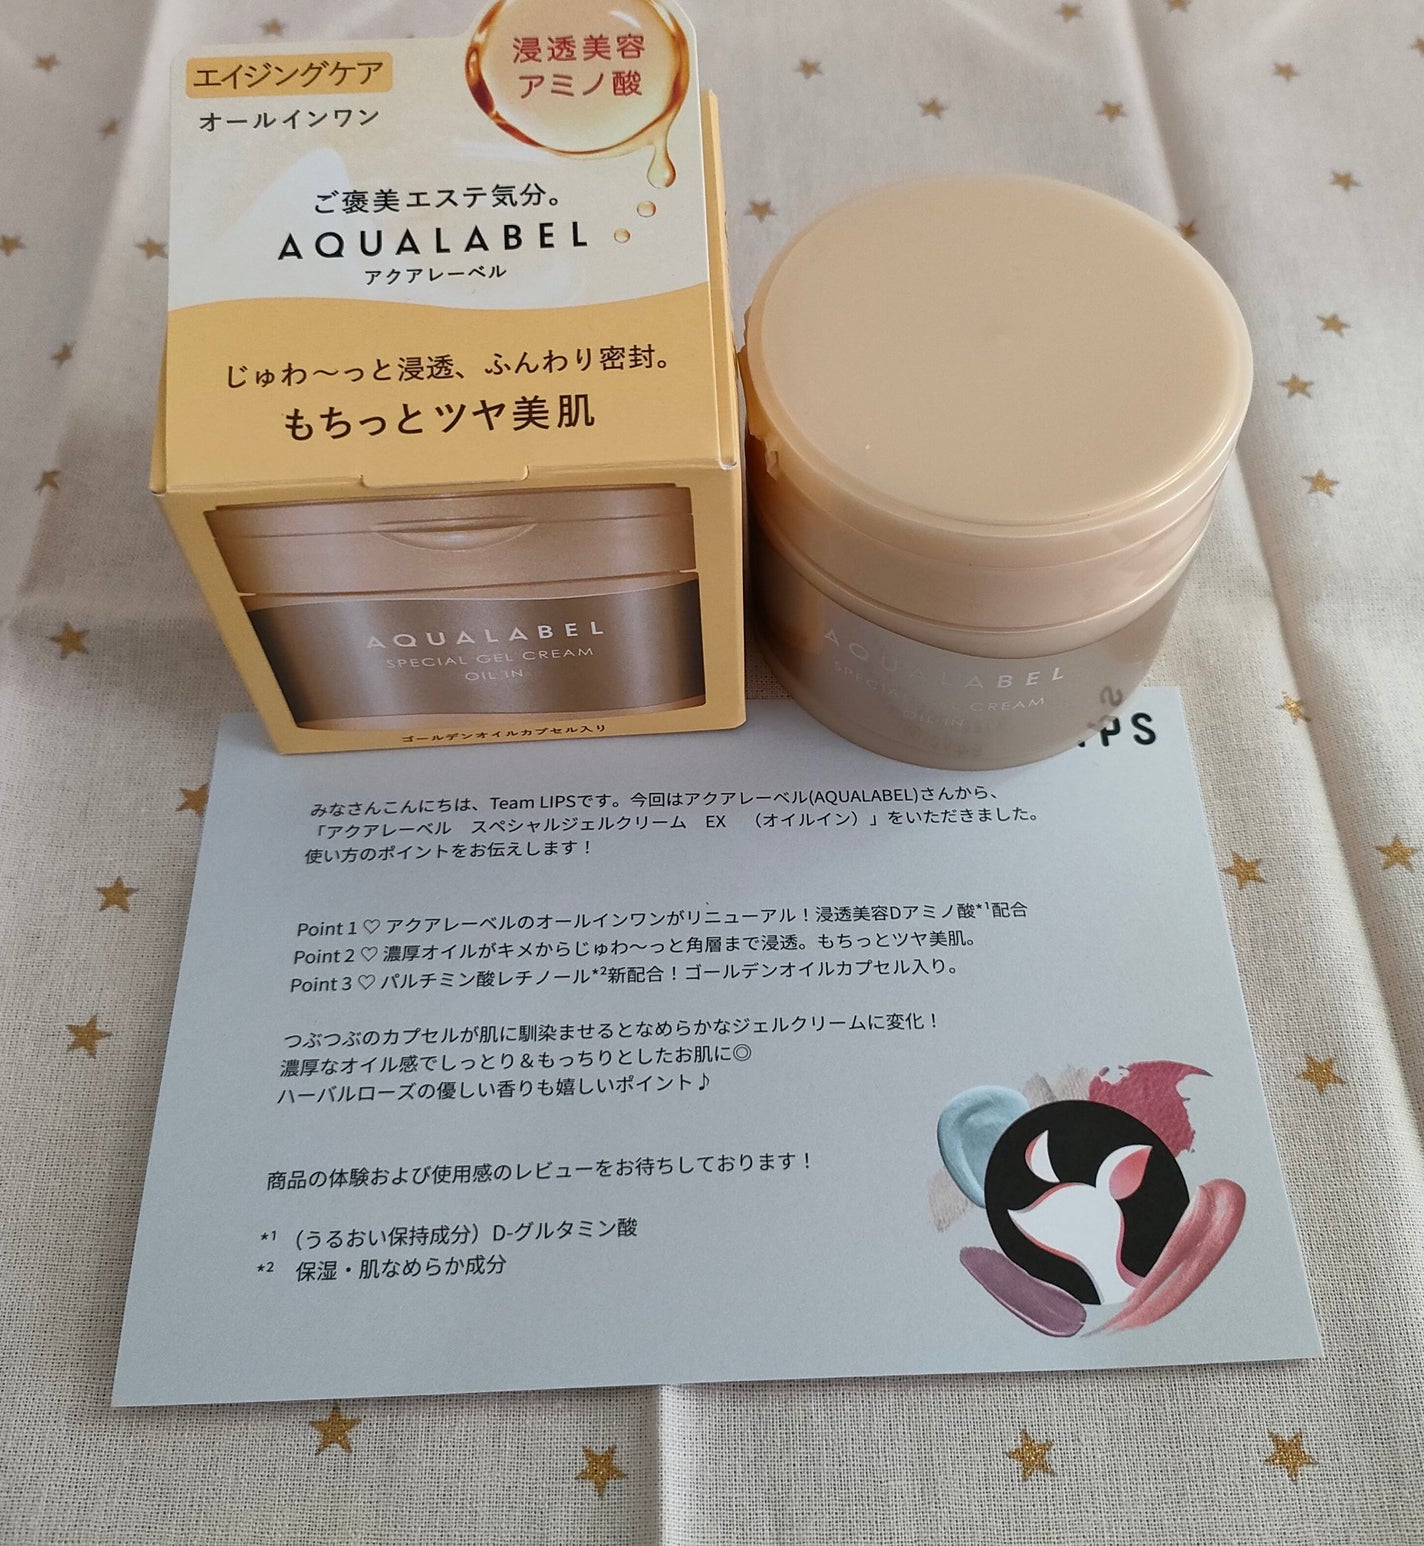 エイジングケア
オールインワン
浸透美容
アミノ酸
ご褒美エステ気分。
AQUALABEL
アクアレーベル
じゅわ～っと浸透、ふんわり密封。
もちっとツヤ美肌
AQUALABEL
SPECIAL GEL CREAM
OIL IN
ゴールデンオイルカプセル入り
AQUALABEL
SPECIAL GEL CREAM
OIL IN
みなさんこんにちは、Team LIPSです。今回はアクアレーベル(AQUALABEL)さんから、
「アクアレーベル　スペシャルジェルクリーム　EX　（オイルイン）」をいただきました。
使い方のポイントをお伝えします！
Point 1 ♡ アクアレーベルのオールインワンがリニューアル！浸透美容Dアミノ酸*¹配合
Point 2 ♡ 濃厚オイルがキメからじゅわ～っと角層まで浸透。もちっとツヤ美肌。
Point 3 ♡ パルチミン酸レチノール*²新配合！ゴールデンオイルカプセル入り。
つぶつぶのカプセルが肌に馴染ませるとなめらかなジェルクリームに変化！
濃厚なオイル感でしっとり＆もっちりとしたお肌に◎
ハーバルローズの優しい香りも嬉しいポイント♪
商品の体験および使用感のレビューをお待ちしております！
*¹　（うるおい保持成分）D-グルタミン酸
*²　保湿・肌なめらか成分